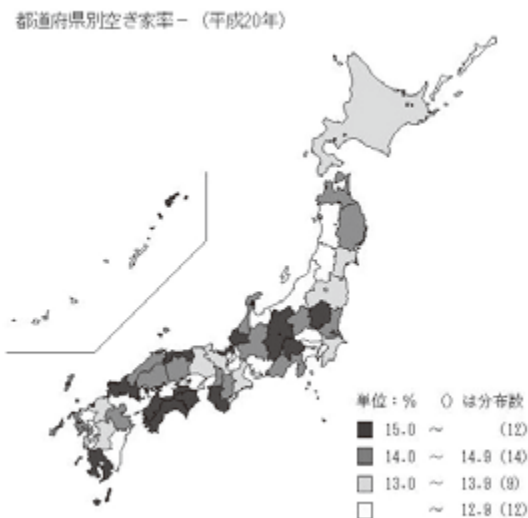 都道府県別空き家率－（平成20年）
単位：% （）は分布数
15.0 ～ (12)
14.0 ～ 14.9 (14)
13.0 ～ 13.9 (9)
～ 12.9 (12)